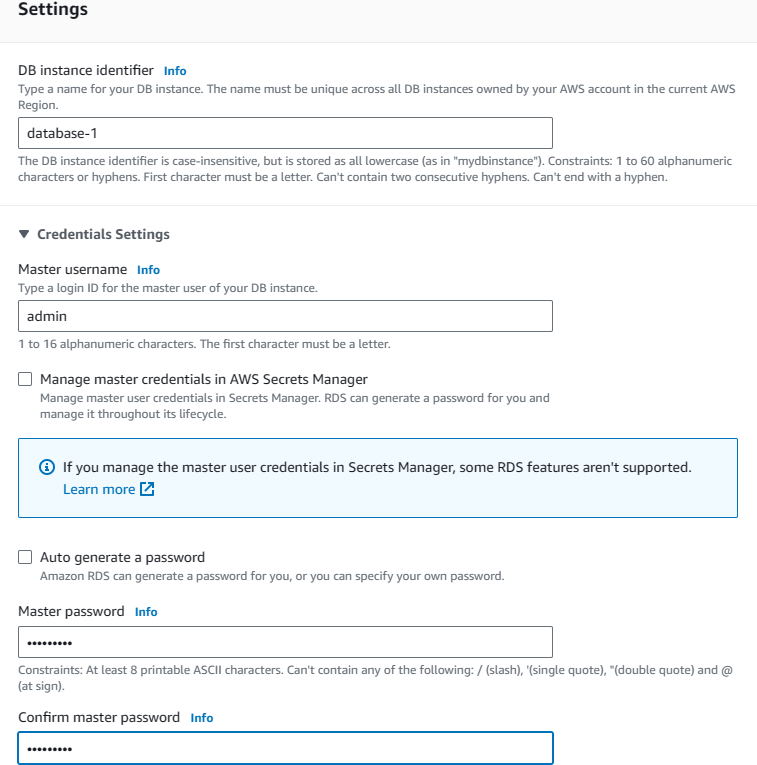 Settings
DB instance identifier Info
Type a name for your DB instance. The name must be unique across all DB instances owned by your AWS account in the current AWS
Region.
database-1
The DB instance identifier is case-insensitive, but is stored as all lowercase (as in "mydbinstance"). Constraints: 1 to 60 alphanumeric
characters or hyphens. First character must be a letter. Can't contain two consecutive hyphens. Can't end with a hyphen.
Credentials Settings
Master username Info
Type a login ID for the master user of your DB instance.
admin
1 to 16 alphanumeric characters. The first character must be a letter.
Manage master credentials in AWS Secrets Manager
Manage master user credentials in Secrets Manager. RDS can generate a password for you and
manage it throughout its lifecycle.
If you manage the master user credentials in Secrets Manager, some RDS features aren't supported.
Learn more
Auto generate a password
Amazon RDS can generate a password for you, or you can specify your own password.
Master password Info
•••••••••
Constraints: At least 8 printable ASCII characters. Can't contain any of the following: / (slash), '(single quote), "(double quote) and @
(at sign).
Confirm master password Info
•••••••••